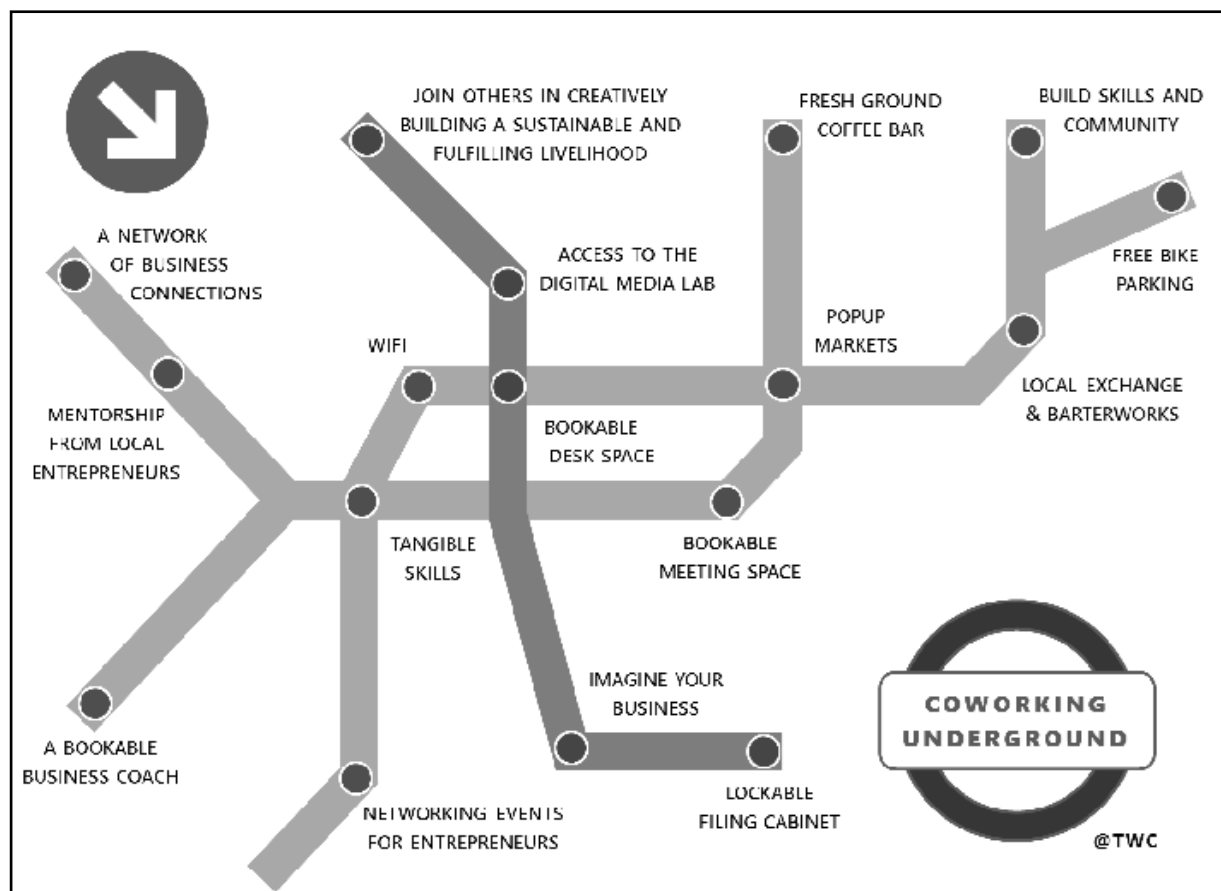 JOIN OTHERS IN CREATIVELY
BUILDING A SUSTAINABLE AND
FULFILLING LIVELIHOOD
FRESH GROUND
COFFEE BAR
BUILD SKILLS AND
COMMUNITY
A NETWORK
OF BUSINESS
CONNECTIONS
ACCESS TO THE
DIGITAL MEDIA LAB
FREE BIKE
PARKING
WIFI
POPUP
MARKETS
MENTORSHIP
FROM LOCAL
ENTREPRENEURS
BOOKABLE
DESK SPACE
LOCAL EXCHANGE
& BARTERWORKS
TANGIBLE
SKILLS
BOOKABLE
MEETING SPACE
IMAGINE YOUR
BUSINESS
COWORKING
UNDERGROUND
A BOOKABLE
BUSINESS COACH
NETWORKING EVENTS
FOR ENTREPRENEURS
LOCKABLE
FILING CABINET
@TWC